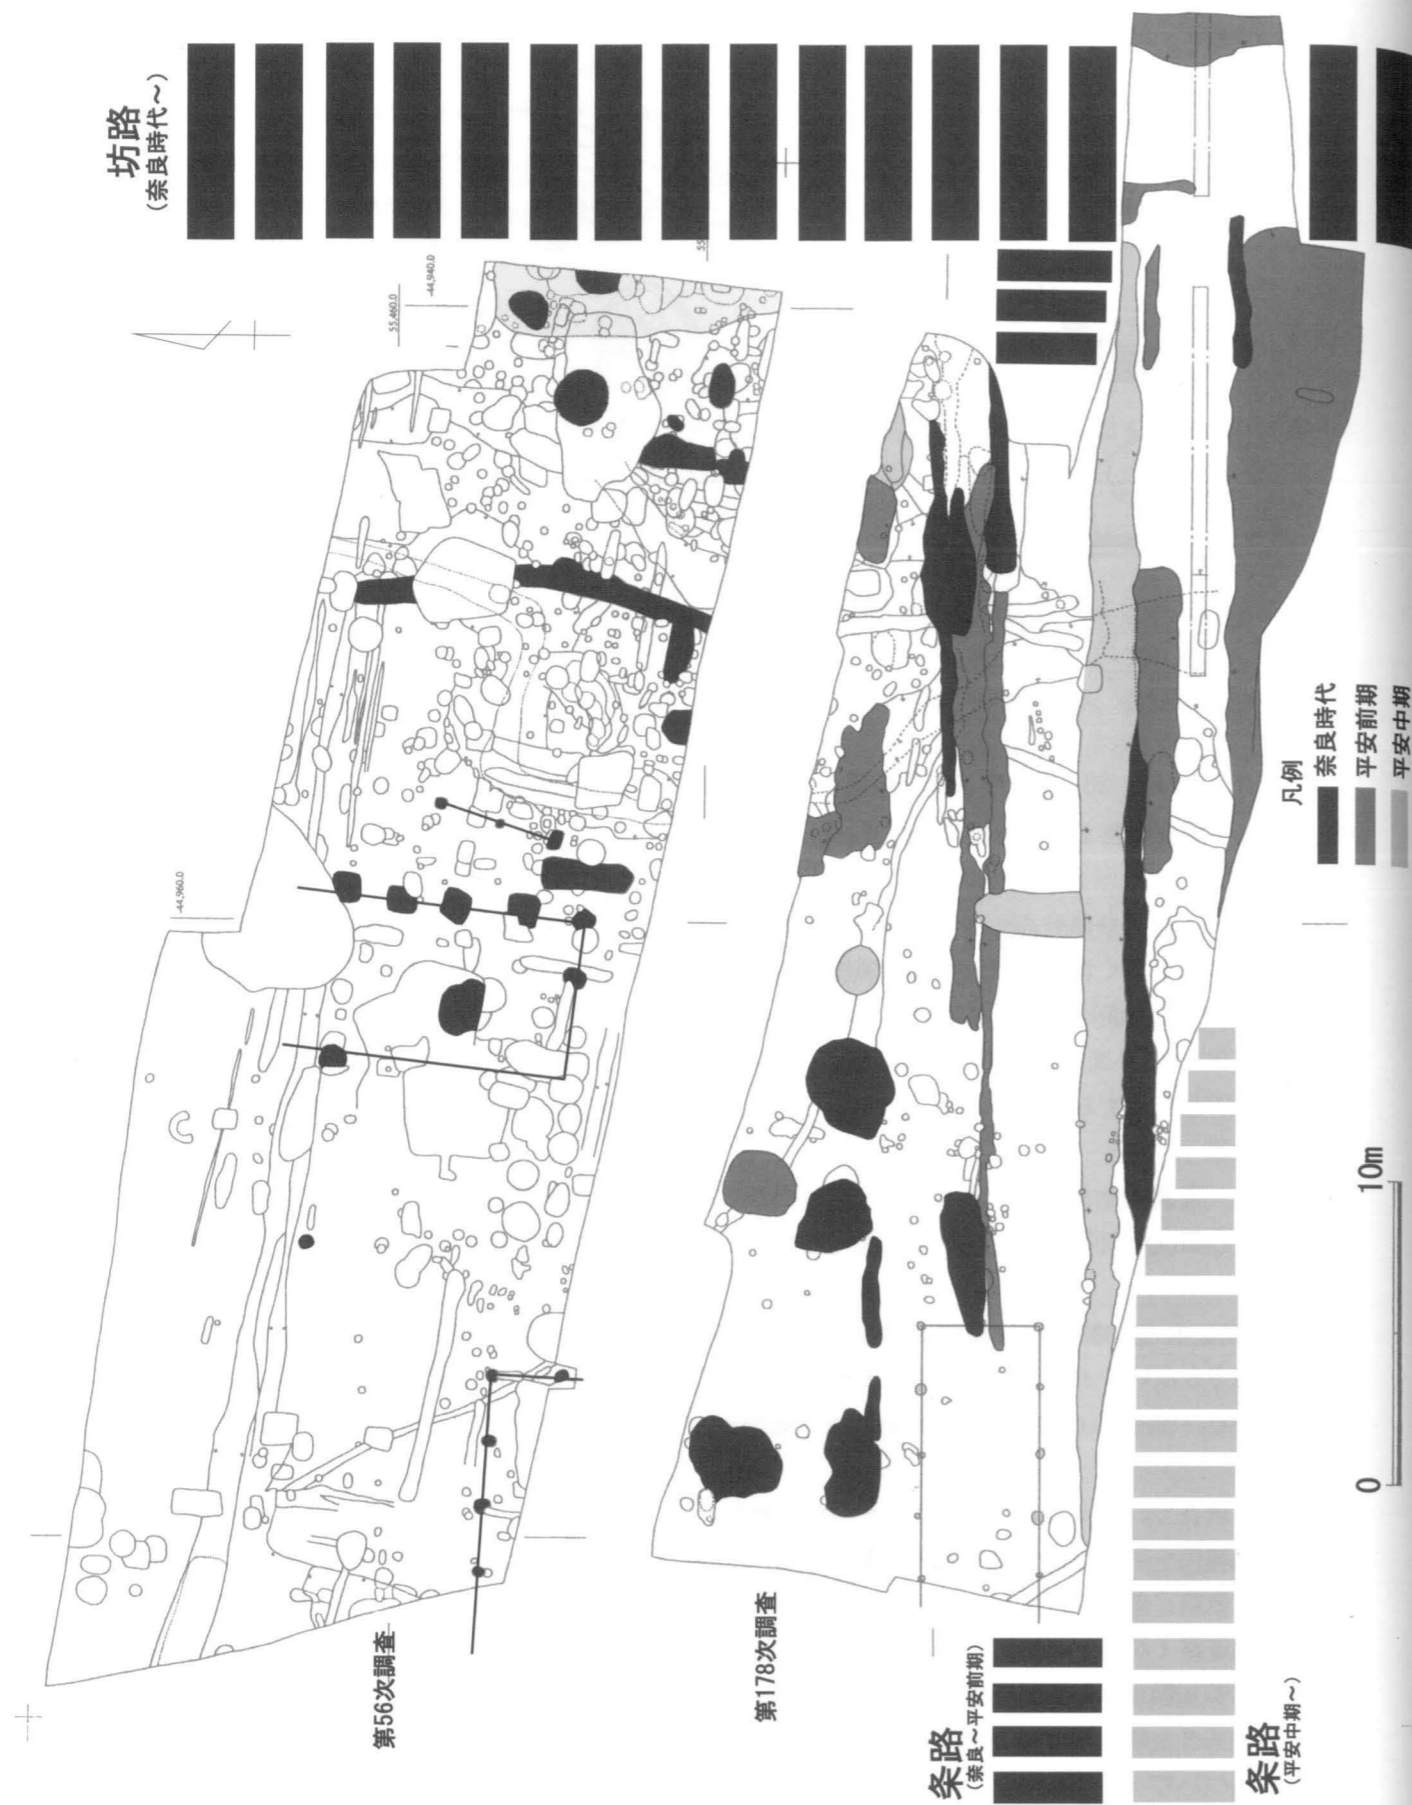 坊路
(奈良時代～)
-44,940.0
55,460.0
55
-44,960.0
凡例
奈良時代
平安前期
平安中期
10m
0
第56次調査
第178次調査
条路
(奈良～平安前期)
条路
(平安中期～)